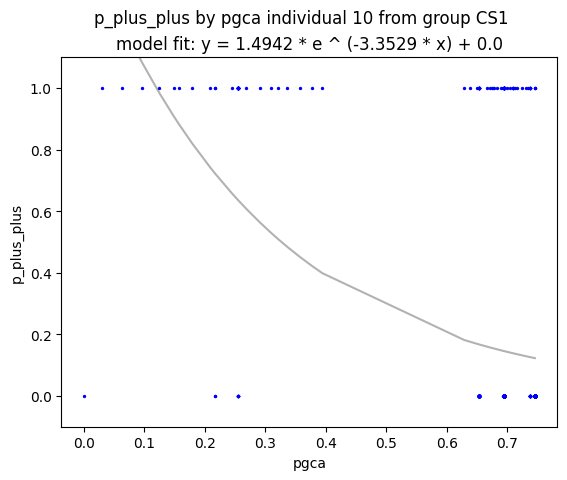 p_plus_plus by pgca individual 10 from group CS1
model fit: y = 1.4942 * e ^ (-3.3529 * x) + 0.0
1.0
0.8
0.6
0.4
0.2
0.0
p_plus_plus
0.0 0.1 0.2 0.3 0.4 0.5 0.6 0.7
pgca